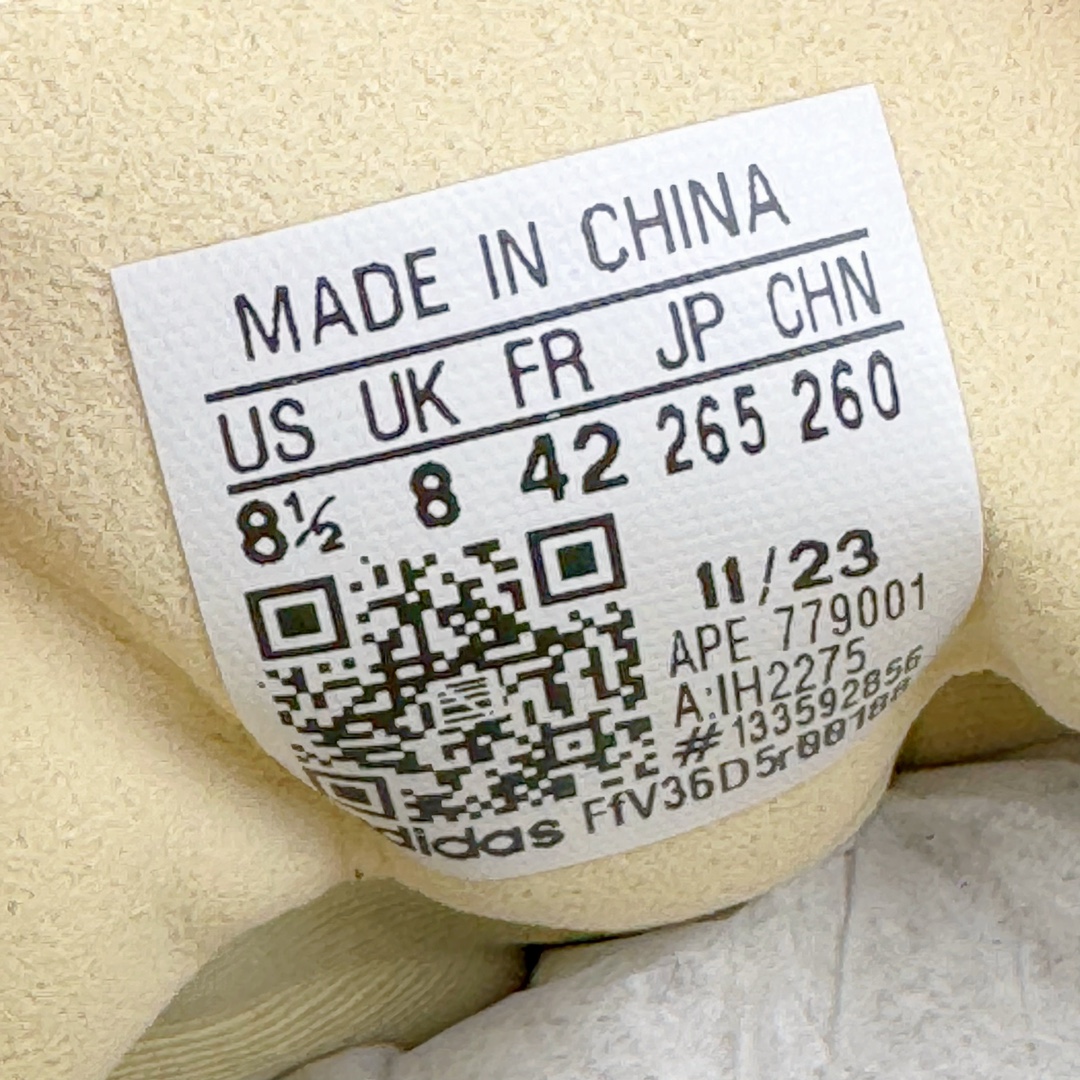 MADE IN CHINA
US UK FR JP CHN
8½ 8 42 265 260
11/23
APE 779001
A:IH2275
#133592856
adidas FfV36D5r00188